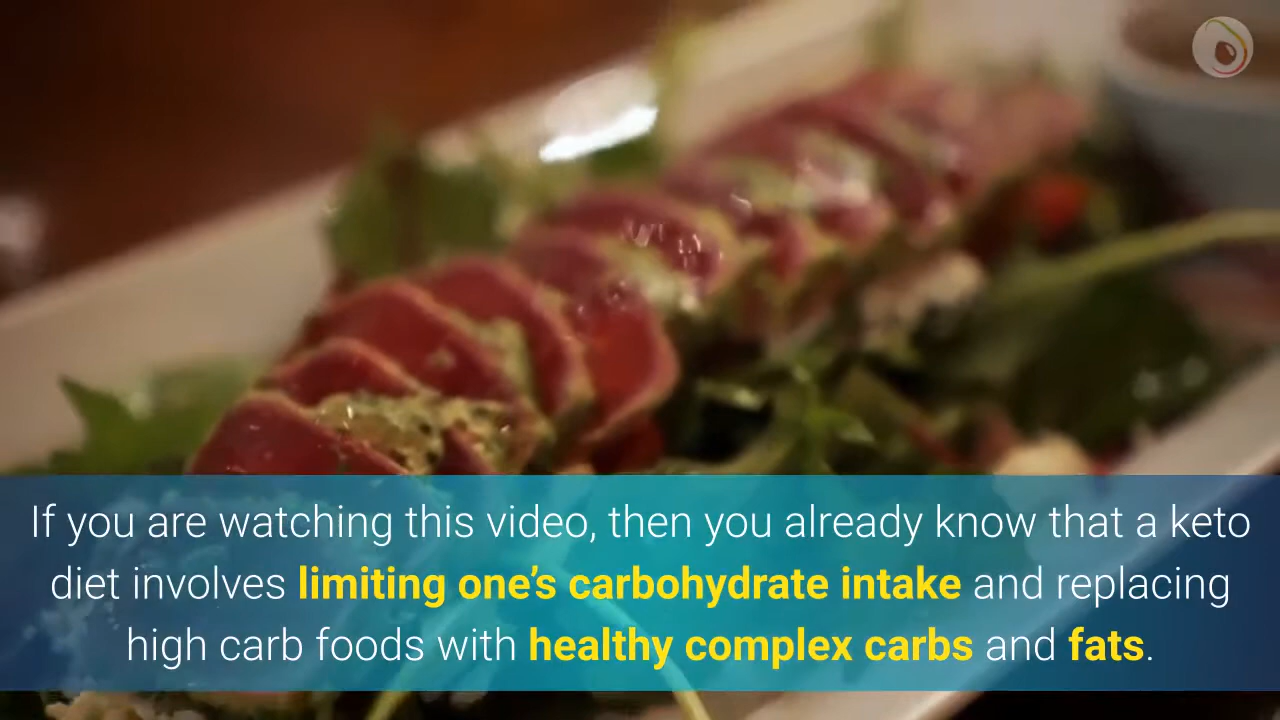 If you are watching this video, then you already know that a keto
diet involves limiting one’s carbohydrate intake and replacing
high carb foods with healthy complex carbs and fats.